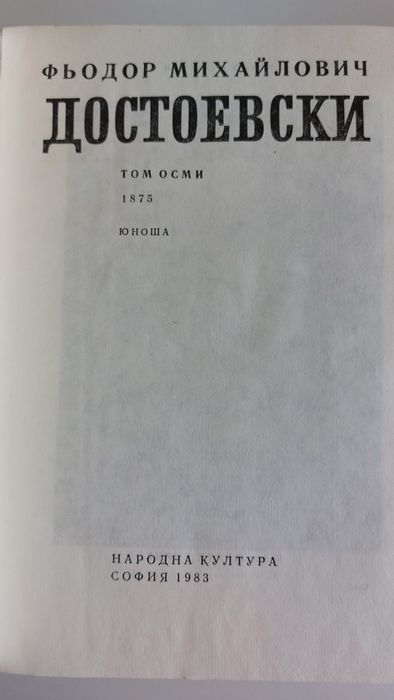 ФЬОДОР МИХАЙЛОВИЧ
ДОСТОЕВСКИ
ТОМ ОСМИ
1875
ЮНОША
НАРОДНА КУЛТУРА
СОФИЯ 1983